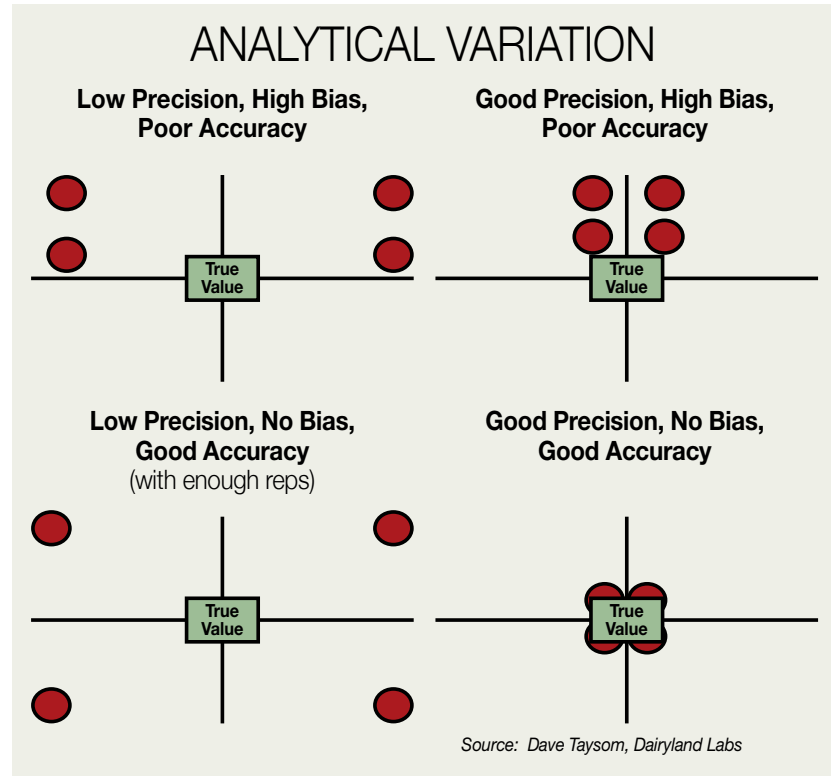 ANALYTICAL VARIATION
Low Precision, High Bias,
Poor Accuracy
Good Precision, High Bias,
Poor Accuracy
True
Value
True
Value
Low Precision, No Bias,
Good Accuracy
(with enough reps)
Good Precision, No Bias,
Good Accuracy
True
Value
True
Value
Source: Dave Taysom, Dairyland Labs